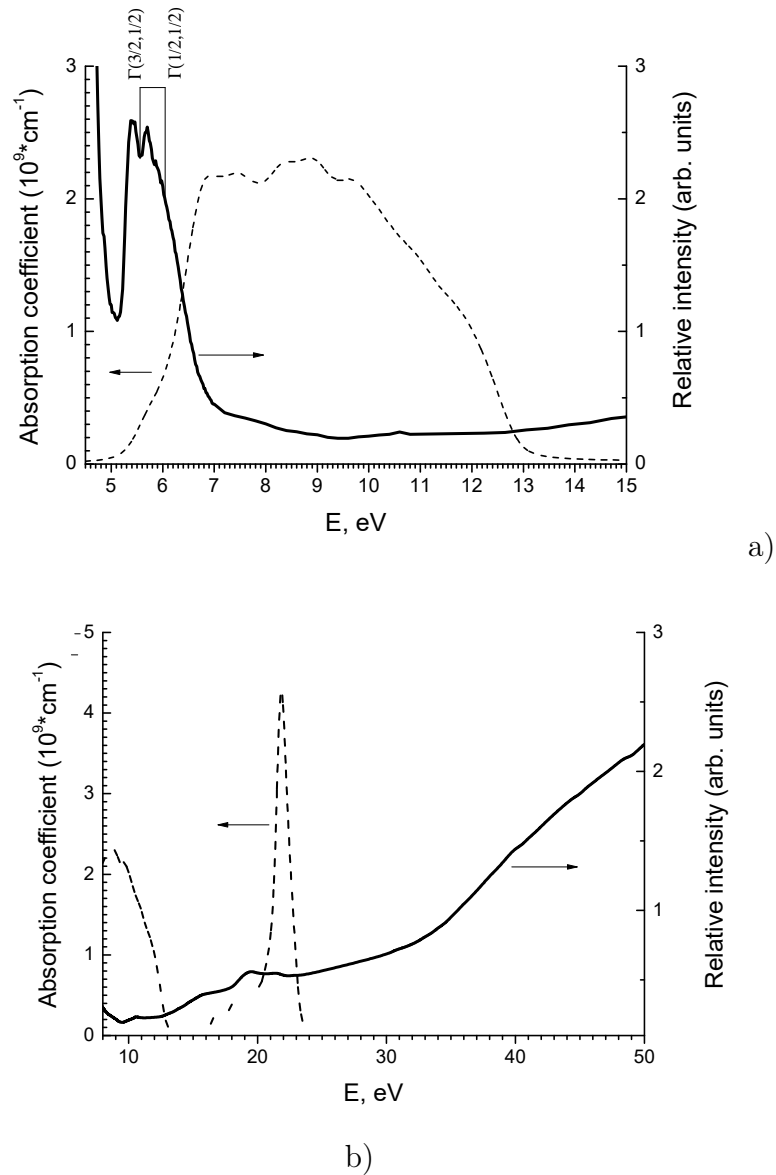 Γ(3/2,1/2)
Γ(1/2,1/2)
3
2
1
0
Absorption coefficient (10⁹*cm⁻¹)
3
2
1
0
Relative intensity (arb. units)
5 6 7 8 9 10 11 12 13 14 15
E, eV
a)
5
4
3
2
1
0
Absorption coefficient (10⁹*cm⁻¹)
3
2
1
Relative intensity (arb. units)
10 20 30 40 50
E, eV
b)